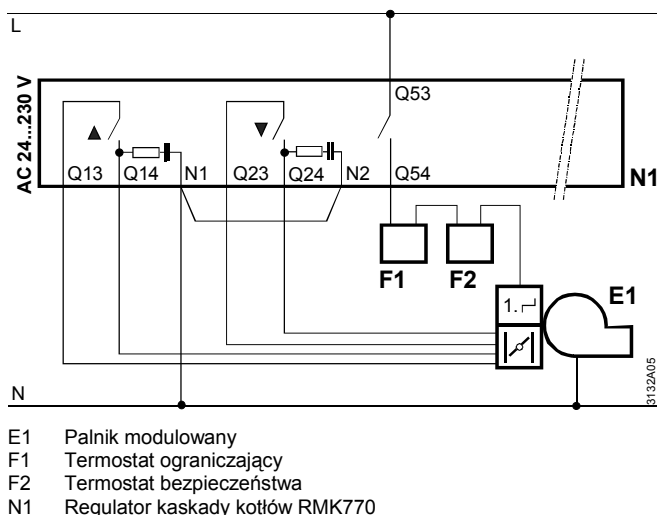 L
AC 24...230 V
Q53
▲
▼
Q13 Q14 N1 Q23 Q24 N2 Q54
N1
F1 F2
E1
1.
N
3132A05
E1 Palnik modulowany
F1 Termostat ograniczający
F2 Termostat bezpieczeństwa
N1 Regulator kaskady kotłów RMK770